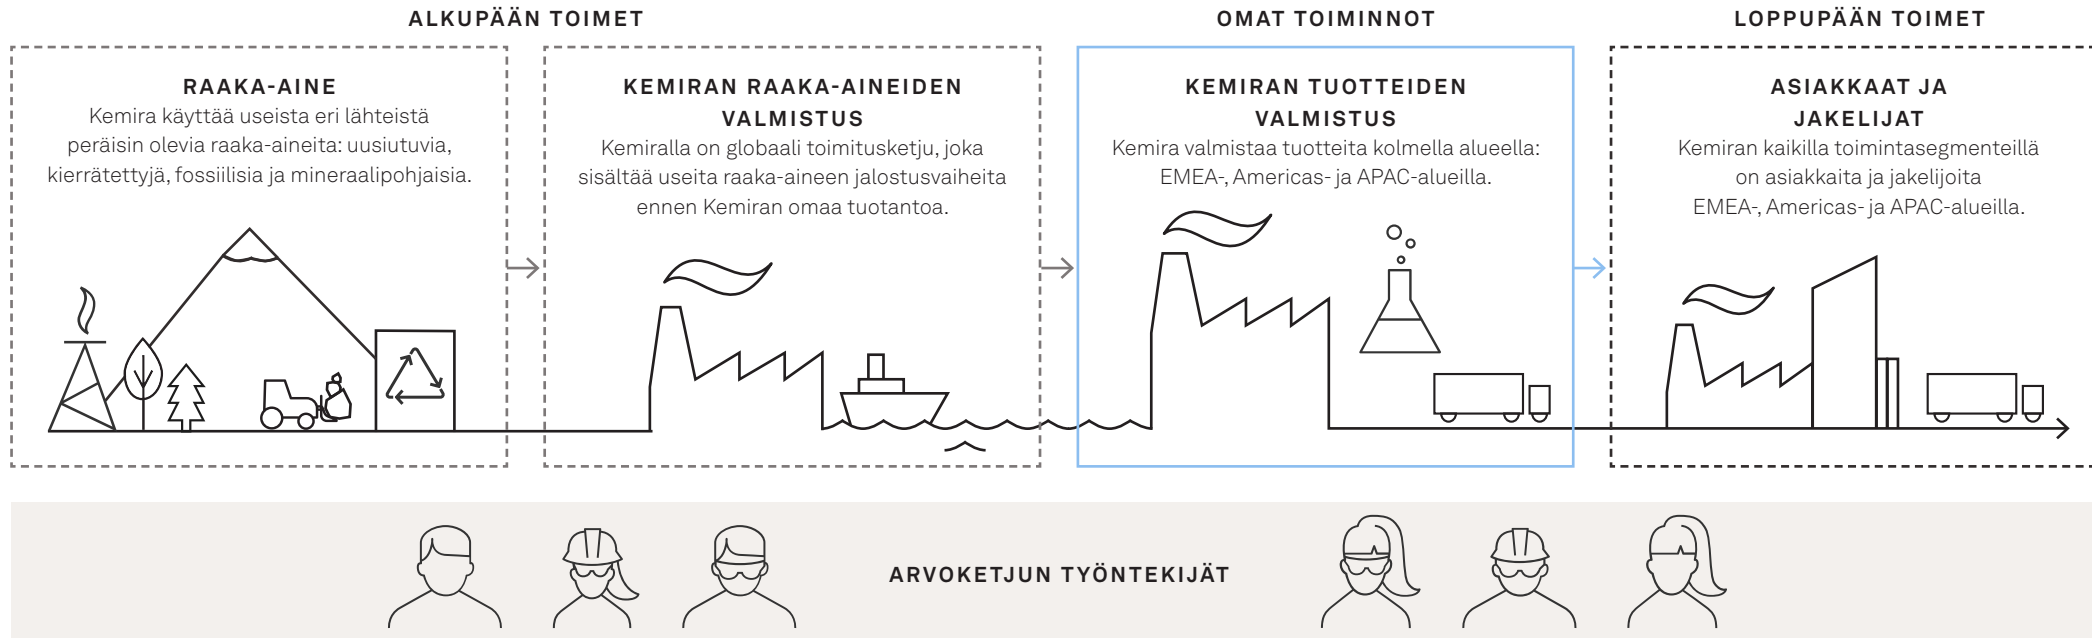 ALKUPÄÄN TOIMET
RAAKA-AINE
Kemira käyttää useista eri lähteistä
peräisin olevia raaka-aineita: uusiutuvia,
kierrätettyjä, fossiilisia ja mineraalipohjaisia.
KEMIRAN RAAKA-AINEIDEN
VALMISTUS
Kemiralla on globaali toimitusketju, joka
sisältää useita raaka-aineen jalostusvaiheita
ennen Kemiran omaa tuotantoa.
OMAT TOIMINNOT
KEMIRAN TUOTTEIDEN
VALMISTUS
Kemira valmistaa tuotteita kolmella alueella:
EMEA-, Americas- ja APAC-alueilla.
LOPPUPÄÄN TOIMET
ASIAKKAAT JA
JAKELIJAT
Kemiran kaikilla toimintasegmenteillä
on asiakkaita ja jakelijoita
EMEA-, Americas- ja APAC-alueilla.
ARVOKETJUN TYÖNTEKIJÄT